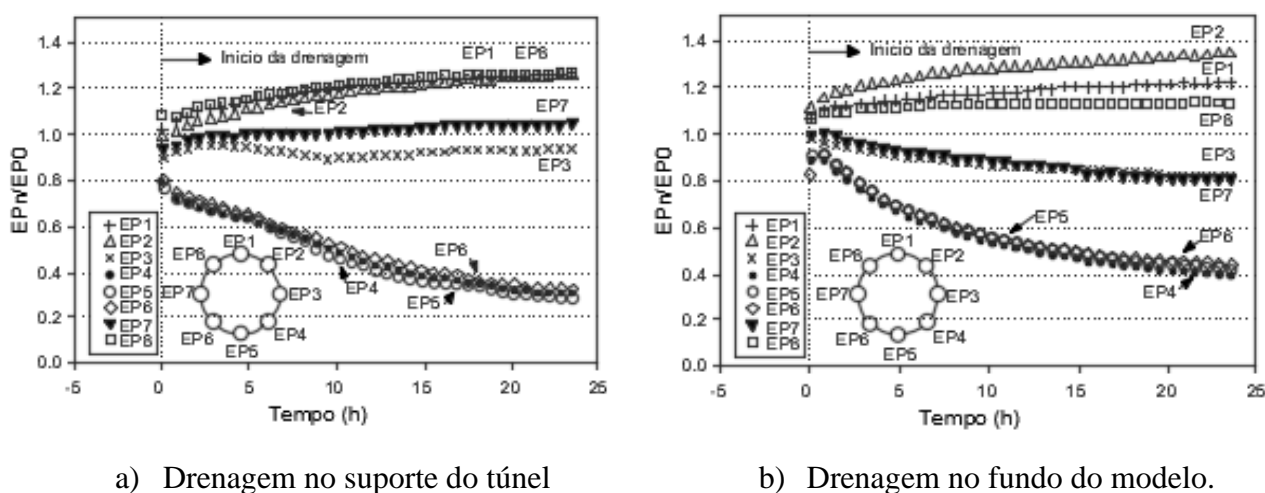 1.4
1.2
1.0
0.8
0.6
0.4
0.2
0.0
EPn/EP0
Inicio da drenagem
EP1 EP8
EP2
EP7
EP3
EP6
EP4
EP5
EP1
EP2
EP3
EP4
EP5
EP6
EP7
EP8
EP1
EP8 EP2
EP7 EP3
EP6 EP4
EP5
-5 0 5 10 15 20 25
Tempo (h)
a) Drenagem no suporte do túnel
1.4
1.2
1.0
0.8
0.6
0.4
0.2
0.0
EPn/EP0
Inicio da drenagem
EP2
EP1
EP8
EP3
EP7
EP5
EP6
EP4
EP1
EP2
EP3
EP4
EP5
EP6
EP7
EP8
EP1
EP8 EP2
EP7 EP3
EP6 EP4
EP5
-5 0 5 10 15 20 25
Tempo (h)
b) Drenagem no fundo do modelo.